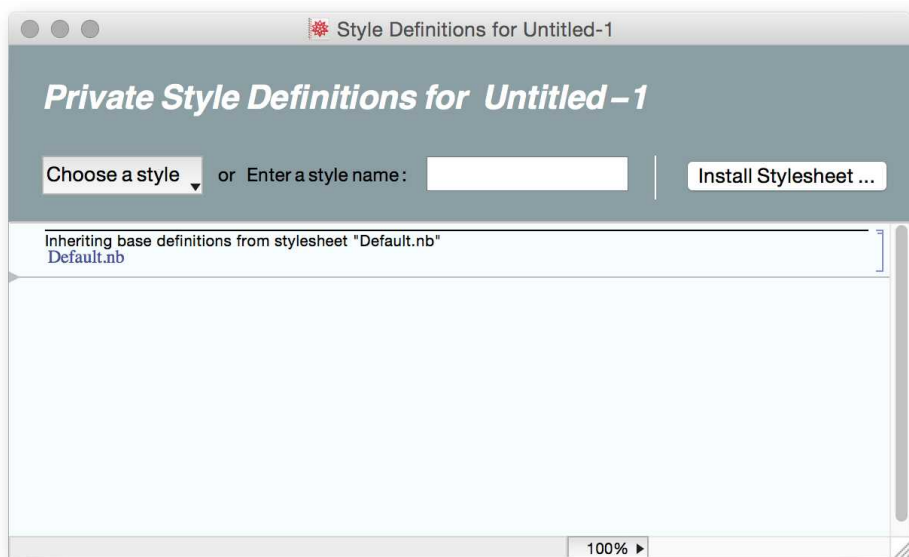 Style Definitions for Untitled-1
Private Style Definitions for Untitled–1
Choose a style or Enter a style name: Install Stylesheet ...
Inheriting base definitions from stylesheet "Default.nb"
Default.nb
100%